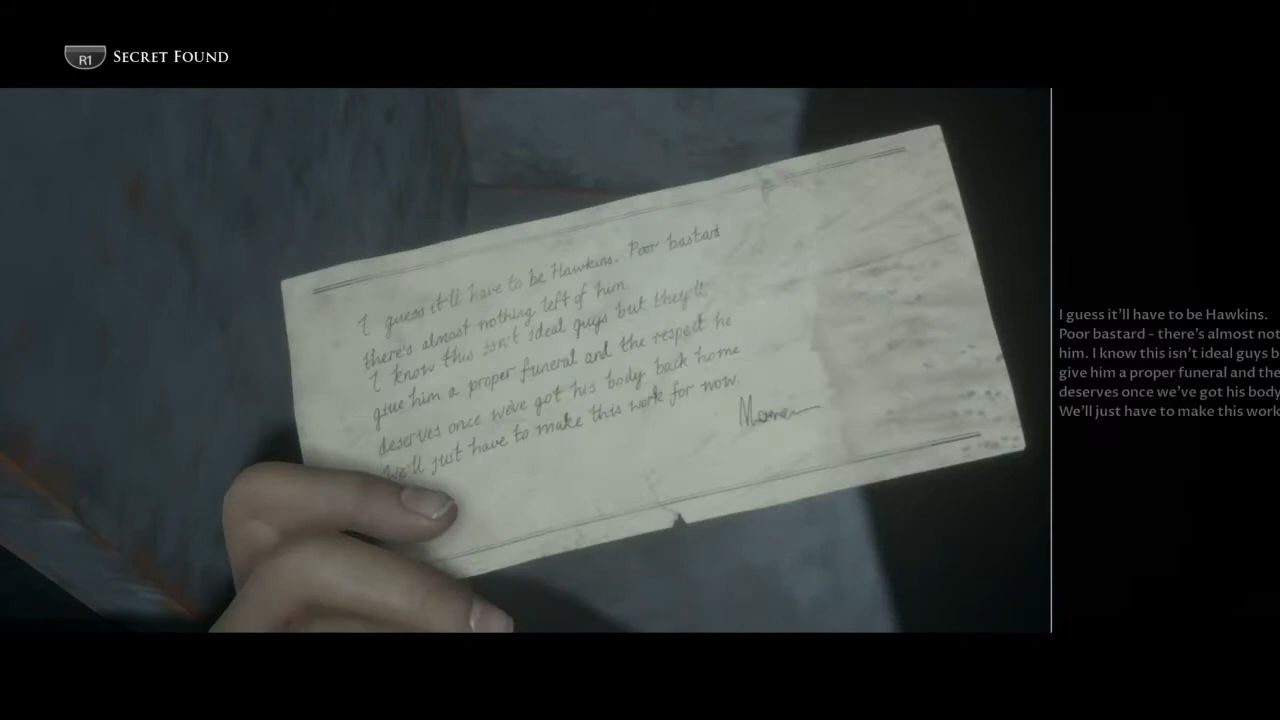 R1 SECRET FOUND
I guess it'll have to be Hawkins. Poor bastard
there's almost nothing left of him.
I know this isn't ideal guys but they'll
give him a proper funeral and the respect he
deserves once we've got his body back home
We'll just have to make this work for now.
I guess it'll have to be Hawkins.
Poor bastard - there's almost not
him. I know this isn't ideal guys b
give him a proper funeral and the
deserves once we've got his body
We'll just have to make this work